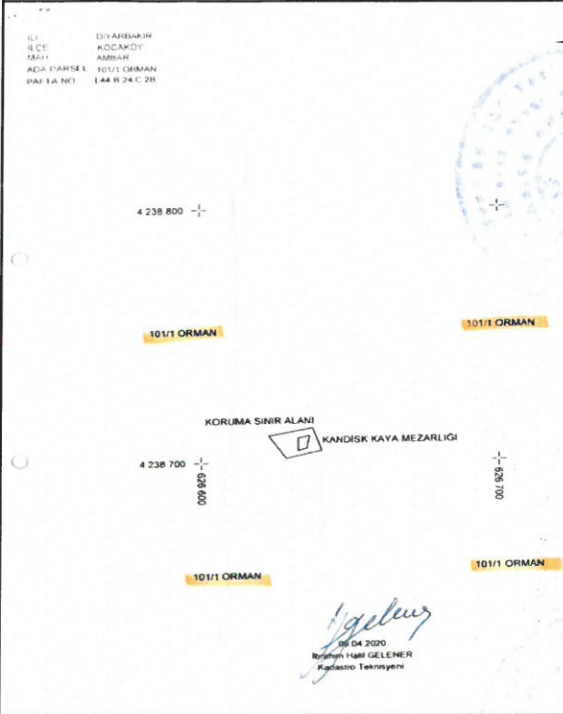 İLİ DİYARBAKIR
İLÇE KOCAKÖY
MAH AMBAR
ADA PARSEL 101/1 ORMAN
PAFTA NO L44 B 24 C 2B
4 238 800
101/1 ORMAN 101/1 ORMAN
KORUMA SINIR ALANI
KANDİSK KAYA MEZARLIĞI
4 238 700
626 600 626 700
101/1 ORMAN 101/1 ORMAN
04.2020
İbrahim Halil GELENER
Kadastro Teknisyeni